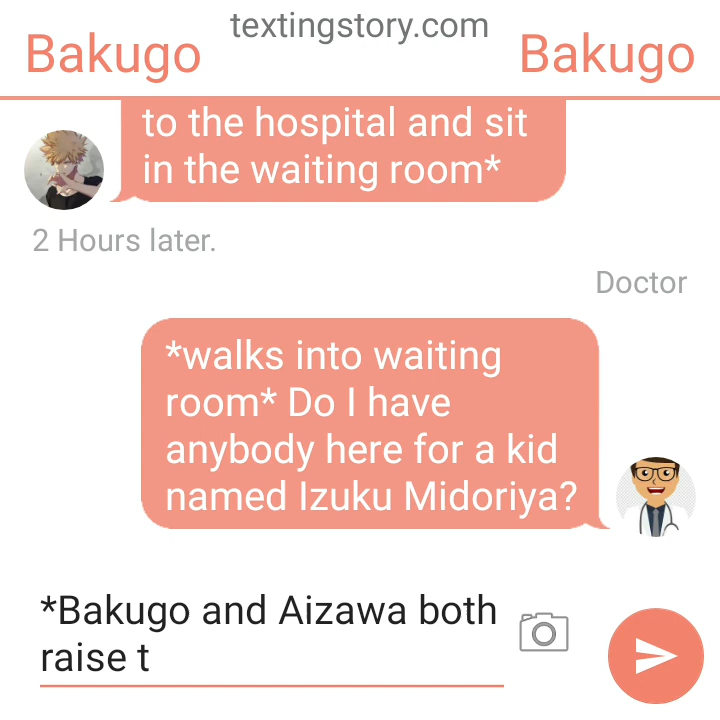 textingstory.com
Bakugo
Bakugo
to the hospital and sit
in the waiting room*
2 Hours later.
Doctor
*walks into waiting
room* Do I have
anybody here for a kid
named Izuku Midoriya?
*Bakugo and Aizawa both
raise t